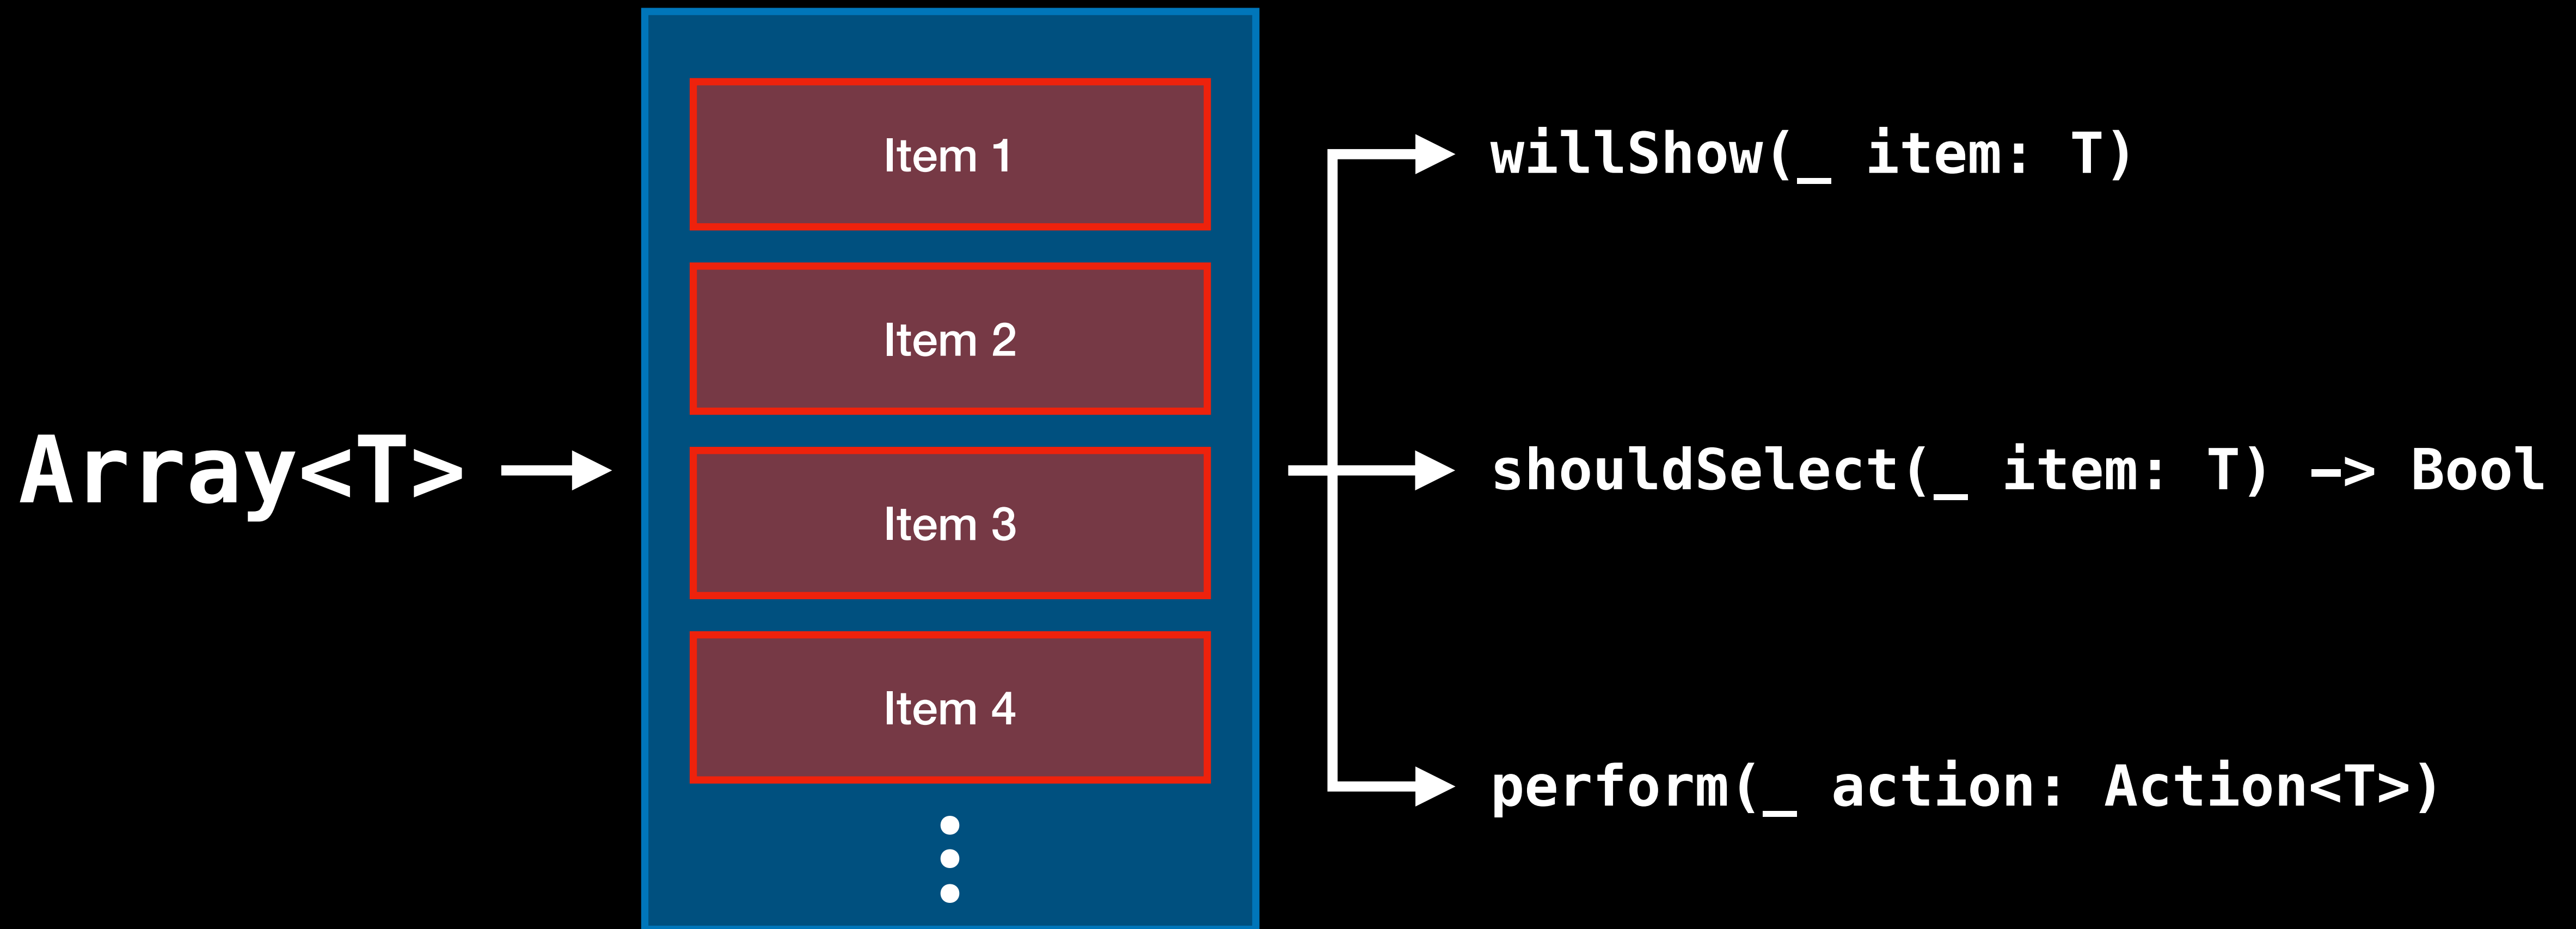 Array<T>
Item 1
Item 2
Item 3
Item 4
willShow(_ item: T)
shouldSelect(_ item: T) –> Bool
perform(_ action: Action<T>)